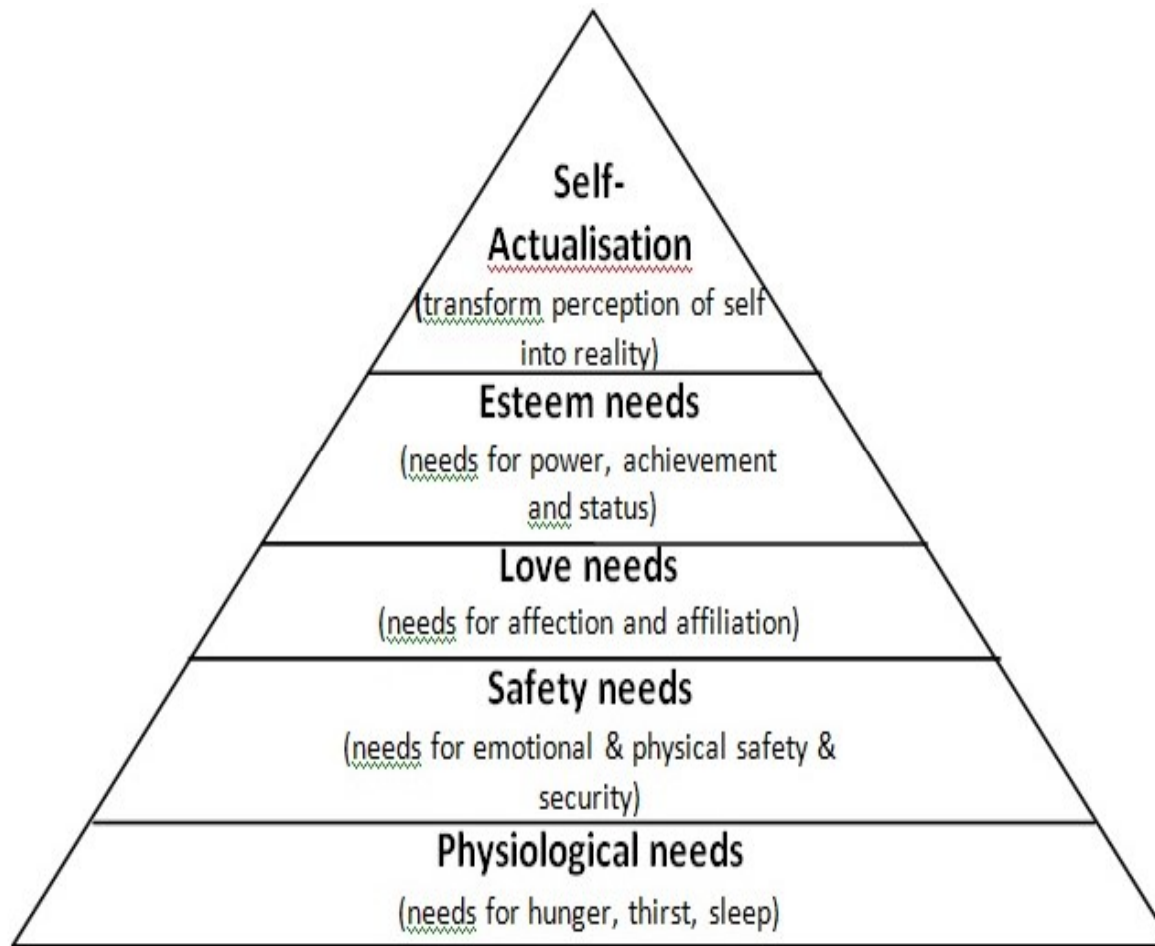 Self-
Actualisation
(transform perception of self
into reality)
Esteem needs
(needs for power, achievement
and status)
Love needs
(needs for affection and affiliation)
Safety needs
(needs for emotional & physical safety &
security)
Physiological needs
(needs for hunger, thirst, sleep)